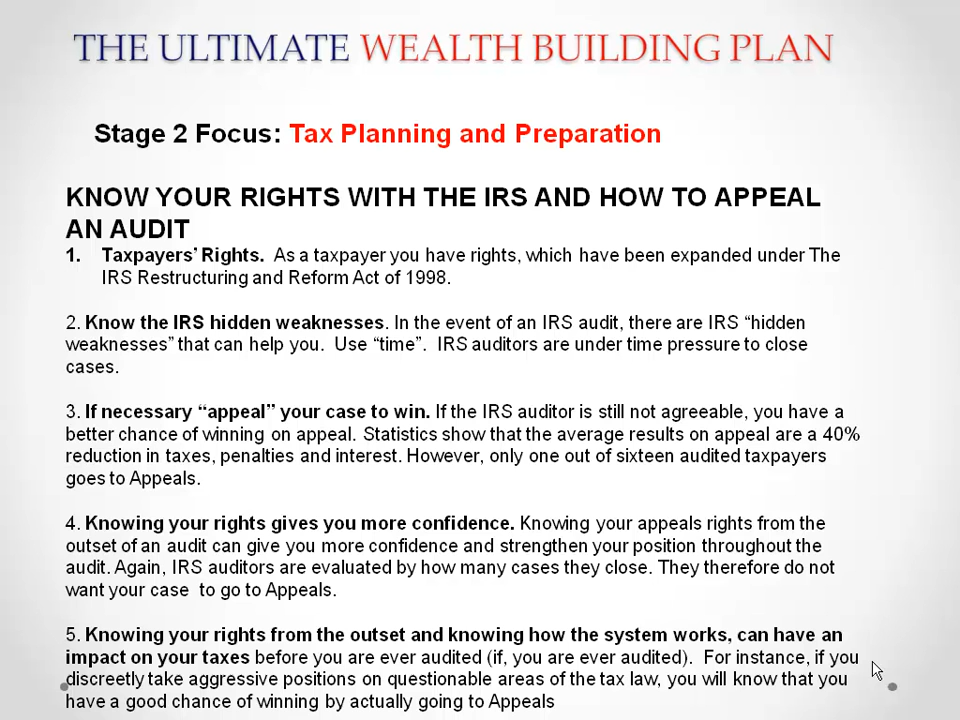 THE ULTIMATE WEALTH BUILDING PLAN
Stage 2 Focus: Tax Planning and Preparation
KNOW YOUR RIGHTS WITH THE IRS AND HOW TO APPEAL
AN AUDIT
1. Taxpayers’ Rights. As a taxpayer you have rights, which have been expanded under The
IRS Restructuring and Reform Act of 1998.
2. Know the IRS hidden weaknesses. In the event of an IRS audit, there are IRS “hidden
weaknesses” that can help you. Use “time”. IRS auditors are under time pressure to close
cases.
3. If necessary “appeal” your case to win. If the IRS auditor is still not agreeable, you have a
better chance of winning on appeal. Statistics show that the average results on appeal are a 40%
reduction in taxes, penalties and interest. However, only one out of sixteen audited taxpayers
goes to Appeals.
4. Knowing your rights gives you more confidence. Knowing your appeals rights from the
outset of an audit can give you more confidence and strengthen your position throughout the
audit. Again, IRS auditors are evaluated by how many cases they close. They therefore do not
want your case to go to Appeals.
5. Knowing your rights from the outset and knowing how the system works, can have an
impact on your taxes before you are ever audited (if, you are ever audited). For instance, if you
discreetly take aggressive positions on questionable areas of the tax law, you will know that you
have a good chance of winning by actually going to Appeals